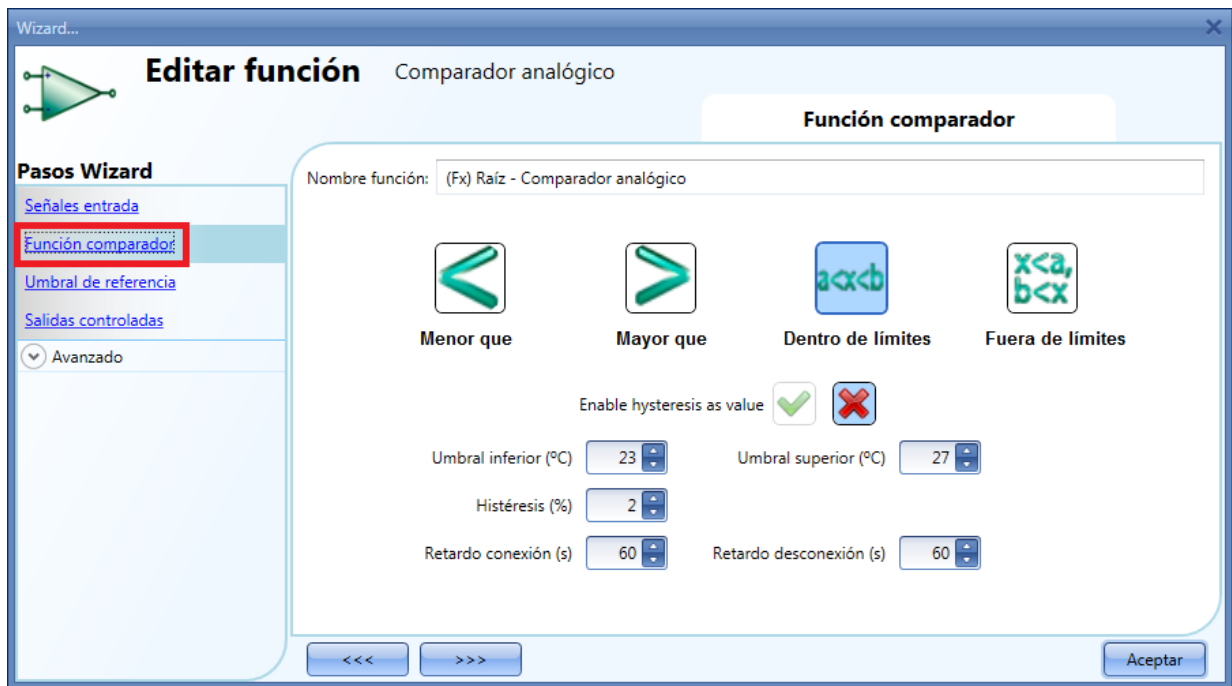 Wizard...
Editar función Comparador analógico
Función comparador
Pasos Wizard
Señales entrada
Función comparador
Umbral de referencia
Salidas controladas
Avanzado
Nombre función: (Fx) Raíz - Comparador analógico
< > a<x<b x<a,
b<x
Menor que Mayor que Dentro de límites Fuera de límites
Enable hysteresis as value
Umbral inferior (ºC) 23 Umbral superior (ºC) 27
Histéresis (%) 2
Retardo conexión (s) 60 Retardo desconexión (s) 60
<<< >>> Aceptar